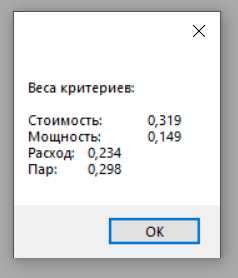 Веса критериев:
Стоимость: 0,319
Мощность: 0,149
Расход: 0,234
Пар: 0,298
OK